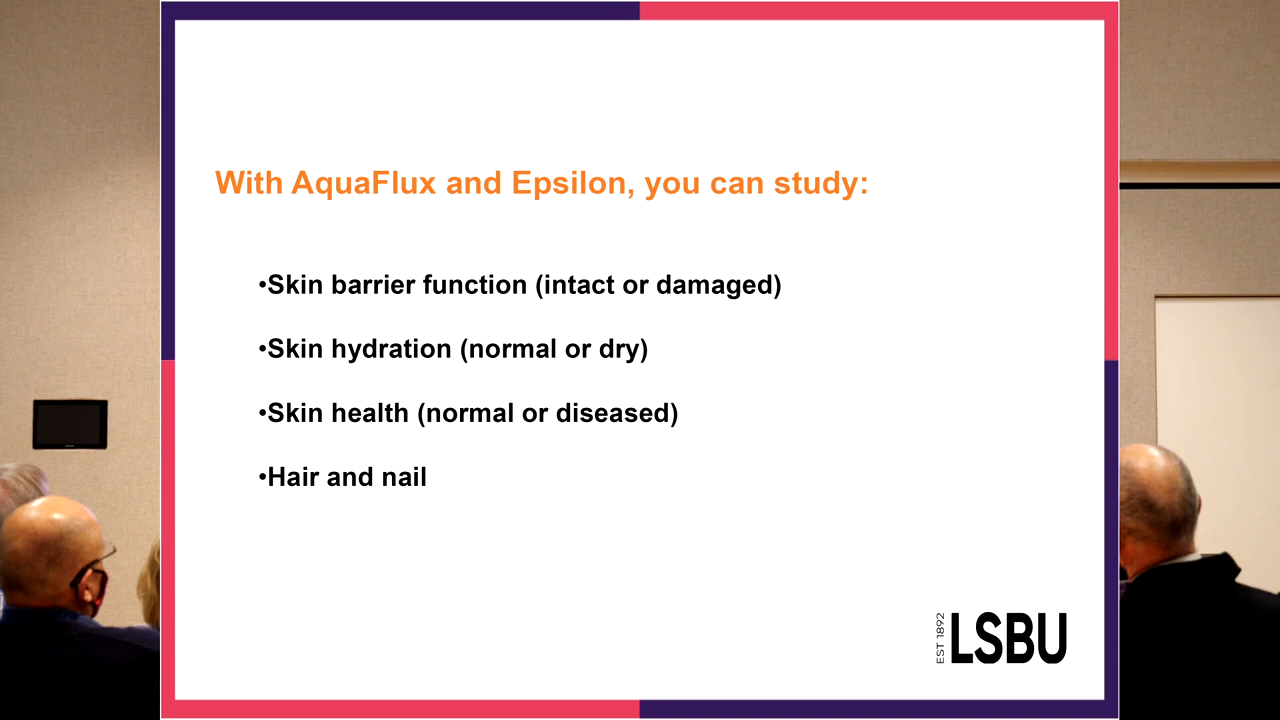 With AquaFlux and Epsilon, you can study:
•Skin barrier function (intact or damaged)
•Skin hydration (normal or dry)
•Skin health (normal or diseased)
•Hair and nail
EST 1892
LSBU